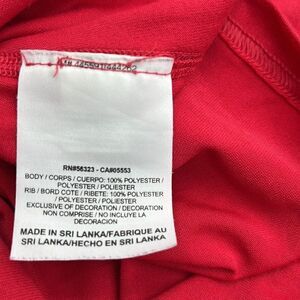 RN#56323 - CA#05553
BODY / CORPS / CUERPO: 100% POLYESTER /
POLYESTER / POLIESTER
RIB / BORD COTE / RIBETE: 100% POLYESTER
/ POLYESTER / POLIESTER
EXCLUSIVE OF DECORATION / DECORATION
NON COMPRISE / NO INCLUYE LA
DECORACION
MADE IN SRI LANKA/FABRIQUE AU
SRI LANKA/HECHO EN SRI LANKA